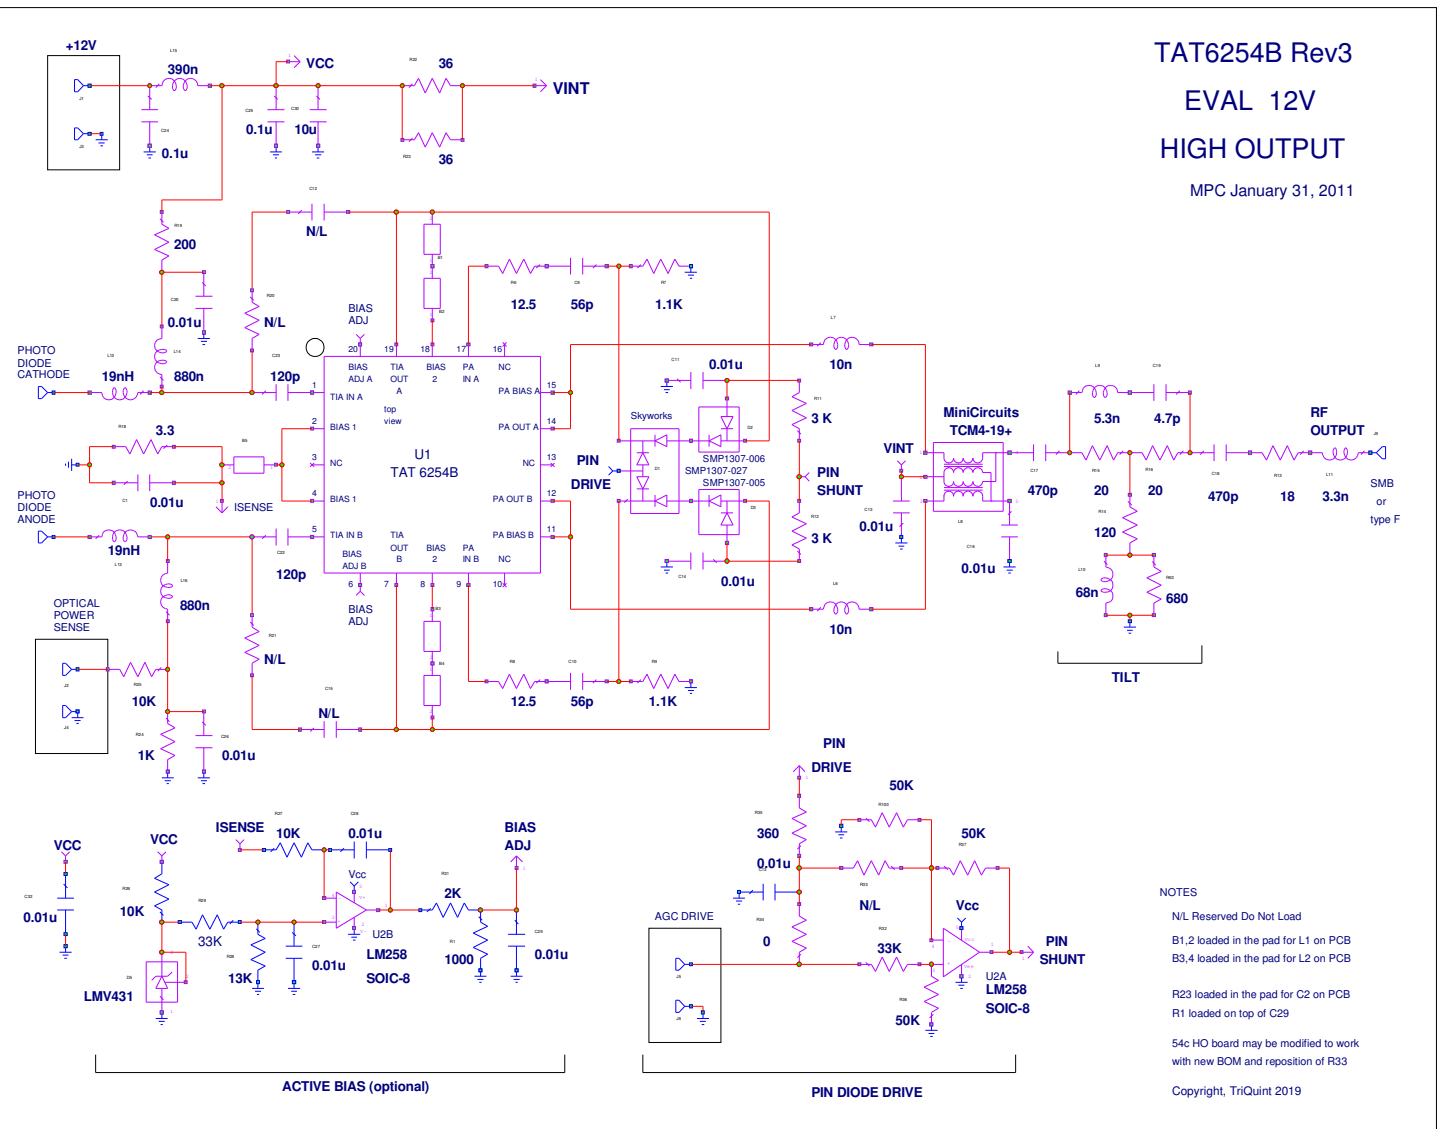 TAT6254B Rev3
EVAL 12V
HIGH OUTPUT
MPC January 31, 2011
+12V
390n
0.1u
VCC
0.1u
10u
36
36
VINT
200
0.01u
880n
N/L
N/L
120p
PHOTO
DIODE
CATHODE
19nH
3.3
0.01u
ISENSE
PHOTO
DIODE
ANODE
19nH
120p
880n
OPTICAL
POWER
SENSE
10K
1K
0.01u
N/L
N/L
BIAS
ADJ
20
19
18
17
16
BIAS
ADJ A
TIA
OUT
A
BIAS
2
PA
IN A
NC
1
TIA IN A
2
BIAS 1
3
NC
4
BIAS 1
5
TIA IN B
top
view
U1
TAT 6254B
PA BIAS A
15
PA OUT A
14
NC
13
PA OUT B
12
PA BIAS B
11
BIAS
ADJ B
TIA
OUT
B
BIAS
2
PA
IN B
NC
6
7
8
9
10
BIAS
ADJ
12.5
56p
1.1K
12.5
56p
1.1K
Skyworks
PIN
DRIVE
0.01u
SMP1307-006
SMP1307-027
SMP1307-005
0.01u
3 K
3 K
PIN
SHUNT
10n
10n
VINT
0.01u
MiniCircuits
TCM4-19+
0.01u
470p
5.3n
4.7p
20
20
120
68n
680
TILT
470p
18
3.3n
RF
OUTPUT
SMB
or
type F
VCC
0.01u
VCC
10K
LMV431
33K
13K
0.01u
ISENSE
10K
0.01u
Vcc
U2B
LM258
SOIC-8
2K
1000
BIAS
ADJ
0.01u
ACTIVE BIAS (optional)
PIN
DRIVE
360
0.01u
0
AGC DRIVE
50K
N/L
50K
33K
50K
Vcc
U2A
LM258
SOIC-8
PIN
SHUNT
PIN DIODE DRIVE
NOTES
N/L Reserved Do Not Load
B1,2 loaded in the pad for L1 on PCB
B3,4 loaded in the pad for L2 on PCB
R23 loaded in the pad for C2 on PCB
R1 loaded on top of C29
54c HO board may be modified to work
with new BOM and reposition of R33
Copyright, TriQuint 2019